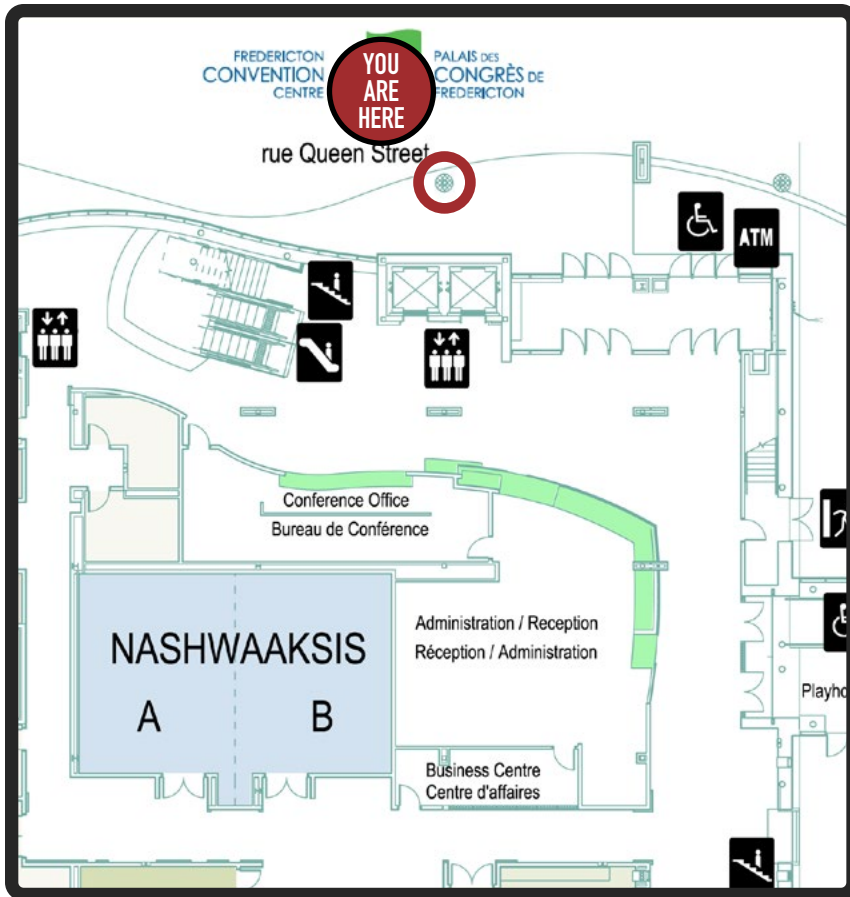 FREDERICTON
CONVENTION
CENTRE
YOU
ARE
HERE
PALAIS DES
CONGRÈS DE
FREDERICTON
rue Queen Street
ATM
Conference Office
Bureau de Conférence
Administration / Reception
Réception / Administration
NASHWAAKSIS
A B
Playho
Business Centre
Centre d'affaires